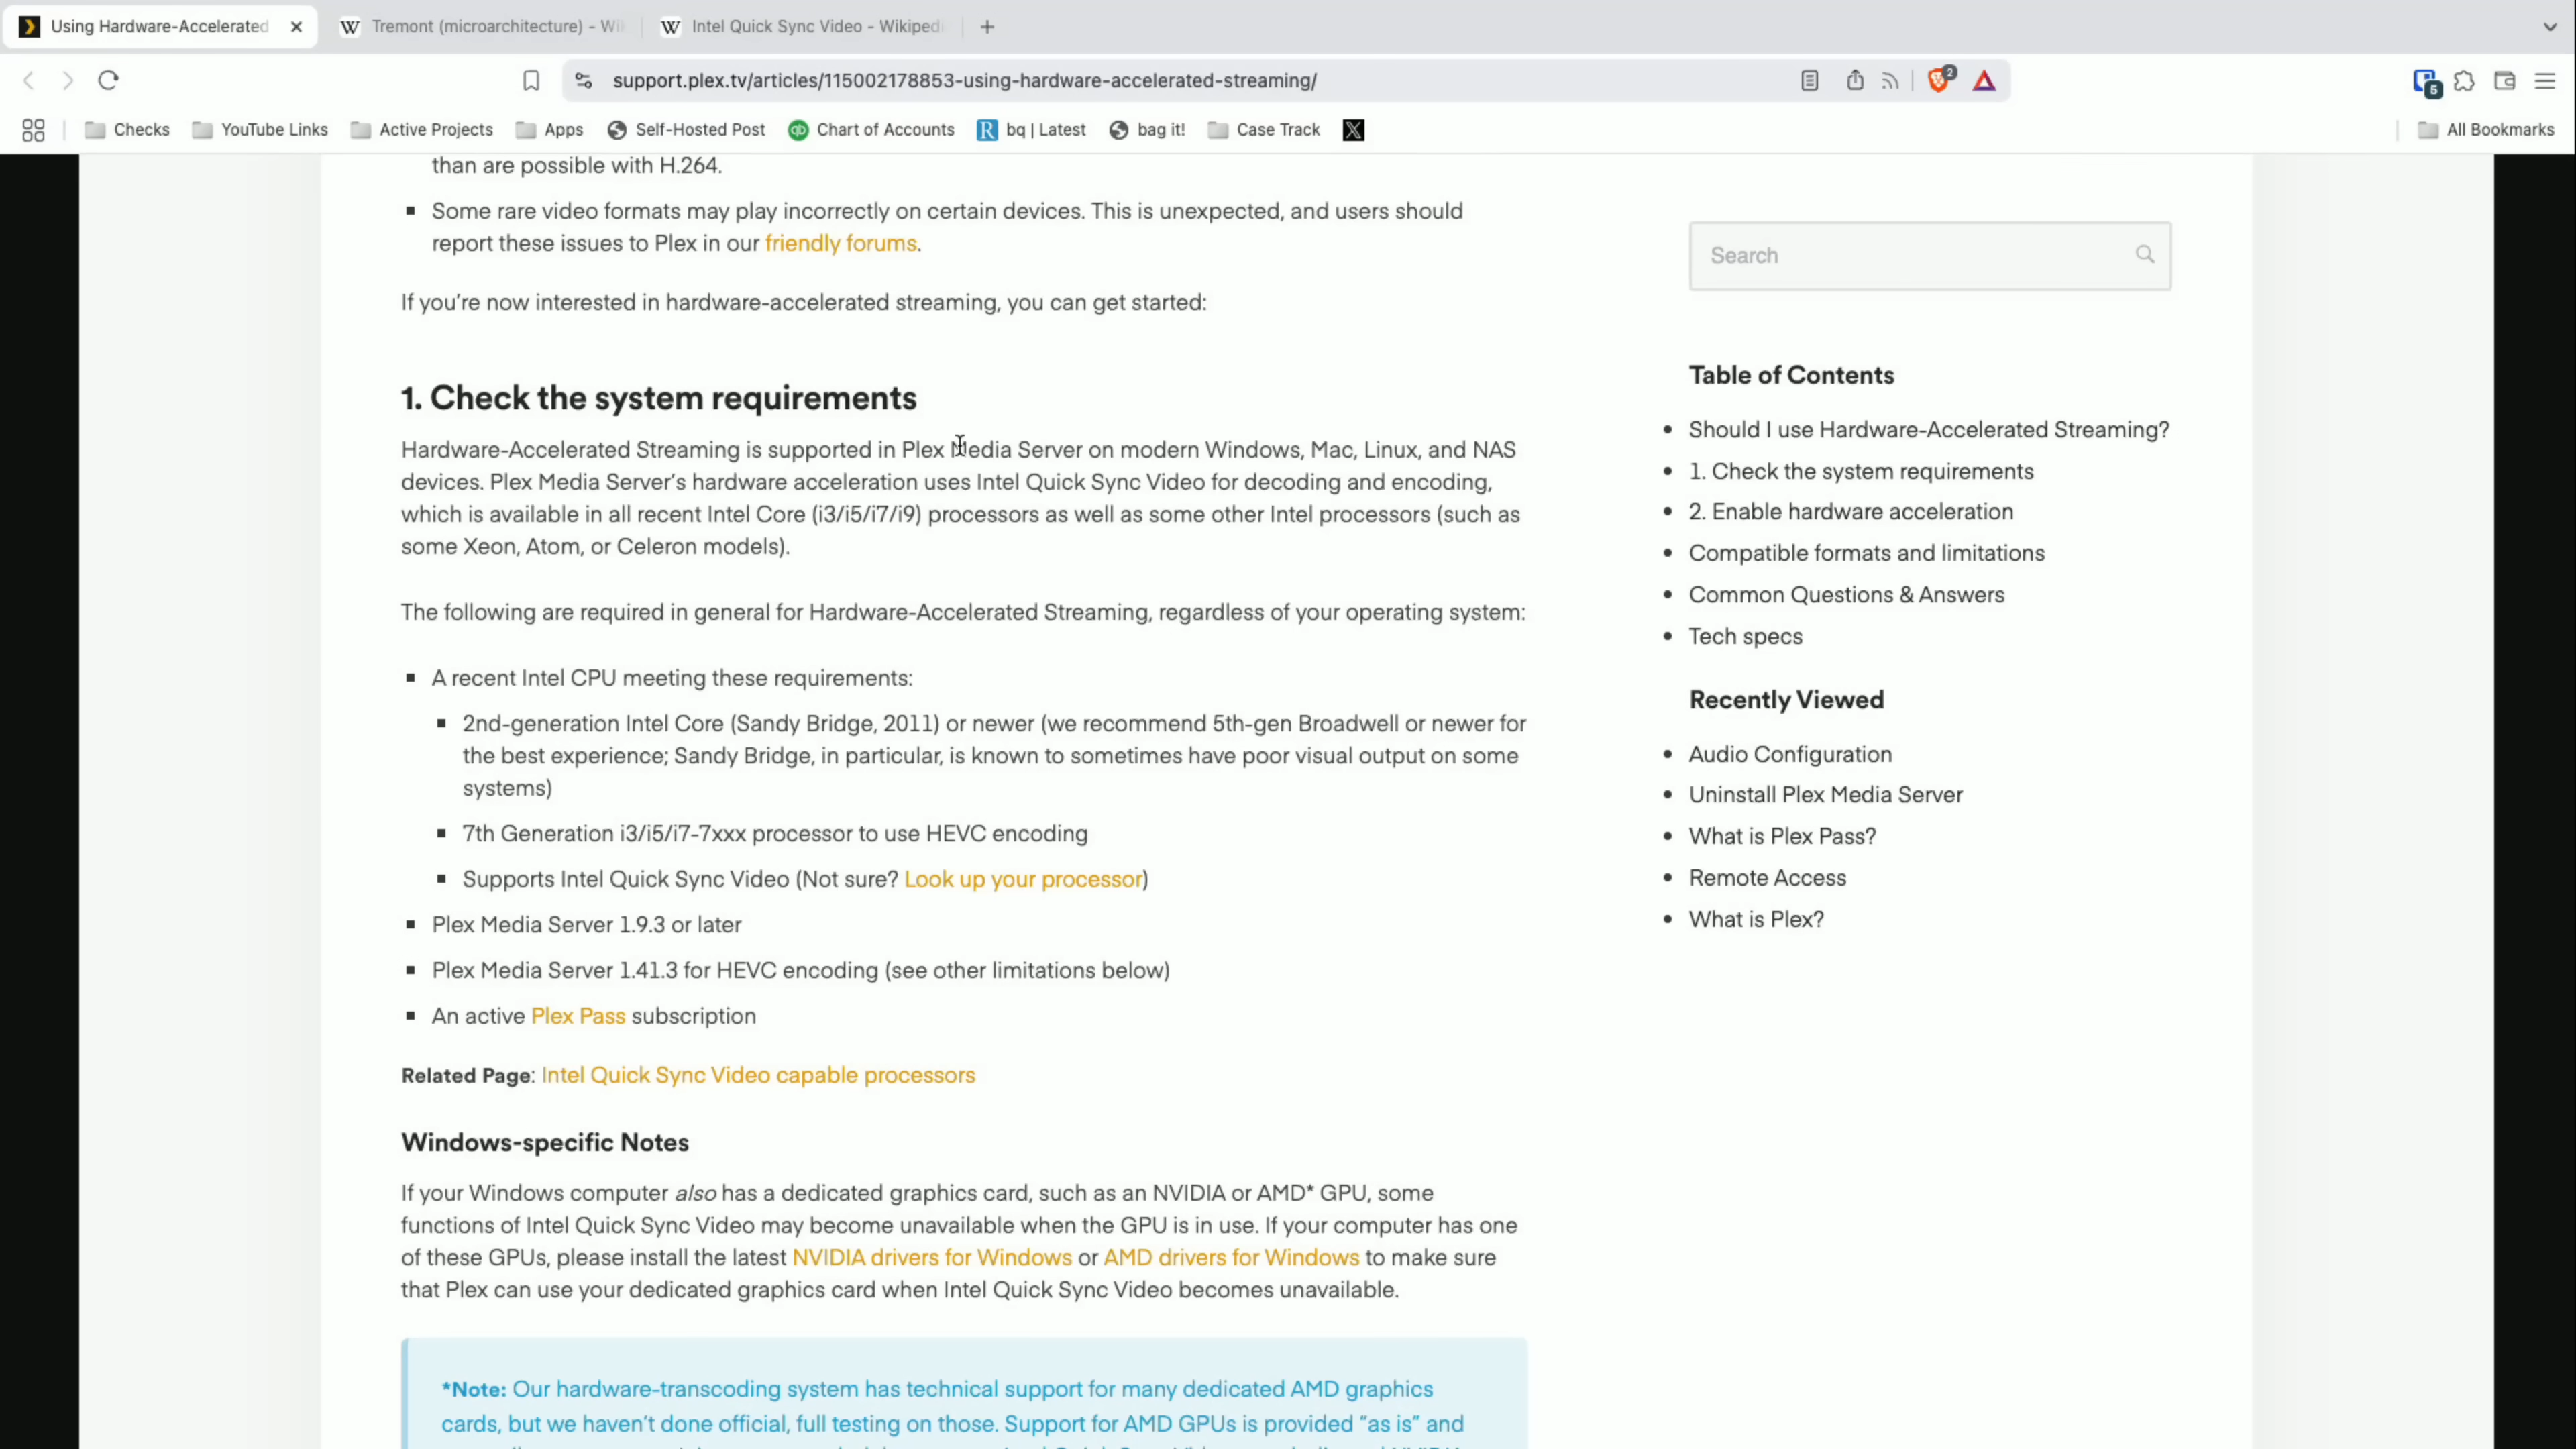 Using Hardware-Accelerated
Tremont (microarchitecture) - Wi
Intel Quick Sync Video - Wikiped
support.plex.tv/articles/115002178853-using-hardware-accelerated-streaming/
2
5
Checks
YouTube Links
Active Projects
Apps
Self-Hosted Post
Chart of Accounts
bq | Latest
bag it!
Case Track
All Bookmarks
than are possible with H.264.
▪ Some rare video formats may play incorrectly on certain devices. This is unexpected, and users should
report these issues to Plex in our friendly forums.
If you're now interested in hardware-accelerated streaming, you can get started:
1. Check the system requirements
Hardware-Accelerated Streaming is supported in Plex Media Server on modern Windows, Mac, Linux, and NAS
devices. Plex Media Server's hardware acceleration uses Intel Quick Sync Video for decoding and encoding,
which is available in all recent Intel Core (i3/i5/i7/i9) processors as well as some other Intel processors (such as
some Xeon, Atom, or Celeron models).
The following are required in general for Hardware-Accelerated Streaming, regardless of your operating system:
▪ A recent Intel CPU meeting these requirements:
▪ 2nd-generation Intel Core (Sandy Bridge, 2011) or newer (we recommend 5th-gen Broadwell or newer for
the best experience; Sandy Bridge, in particular, is known to sometimes have poor visual output on some
systems)
▪ 7th Generation i3/i5/i7-7xxx processor to use HEVC encoding
▪ Supports Intel Quick Sync Video (Not sure? Look up your processor)
▪ Plex Media Server 1.9.3 or later
▪ Plex Media Server 1.41.3 for HEVC encoding (see other limitations below)
▪ An active Plex Pass subscription
Related Page: Intel Quick Sync Video capable processors
Windows-specific Notes
If your Windows computer also has a dedicated graphics card, such as an NVIDIA or AMD* GPU, some
functions of Intel Quick Sync Video may become unavailable when the GPU is in use. If your computer has one
of these GPUs, please install the latest NVIDIA drivers for Windows or AMD drivers for Windows to make sure
that Plex can use your dedicated graphics card when Intel Quick Sync Video becomes unavailable.
*Note: Our hardware-transcoding system has technical support for many dedicated AMD graphics
cards, but we haven't done official, full testing on those. Support for AMD GPUs is provided "as is" and
Search
Table of Contents
• Should I use Hardware-Accelerated Streaming?
• 1. Check the system requirements
• 2. Enable hardware acceleration
• Compatible formats and limitations
• Common Questions & Answers
• Tech specs
Recently Viewed
• Audio Configuration
• Uninstall Plex Media Server
• What is Plex Pass?
• Remote Access
• What is Plex?